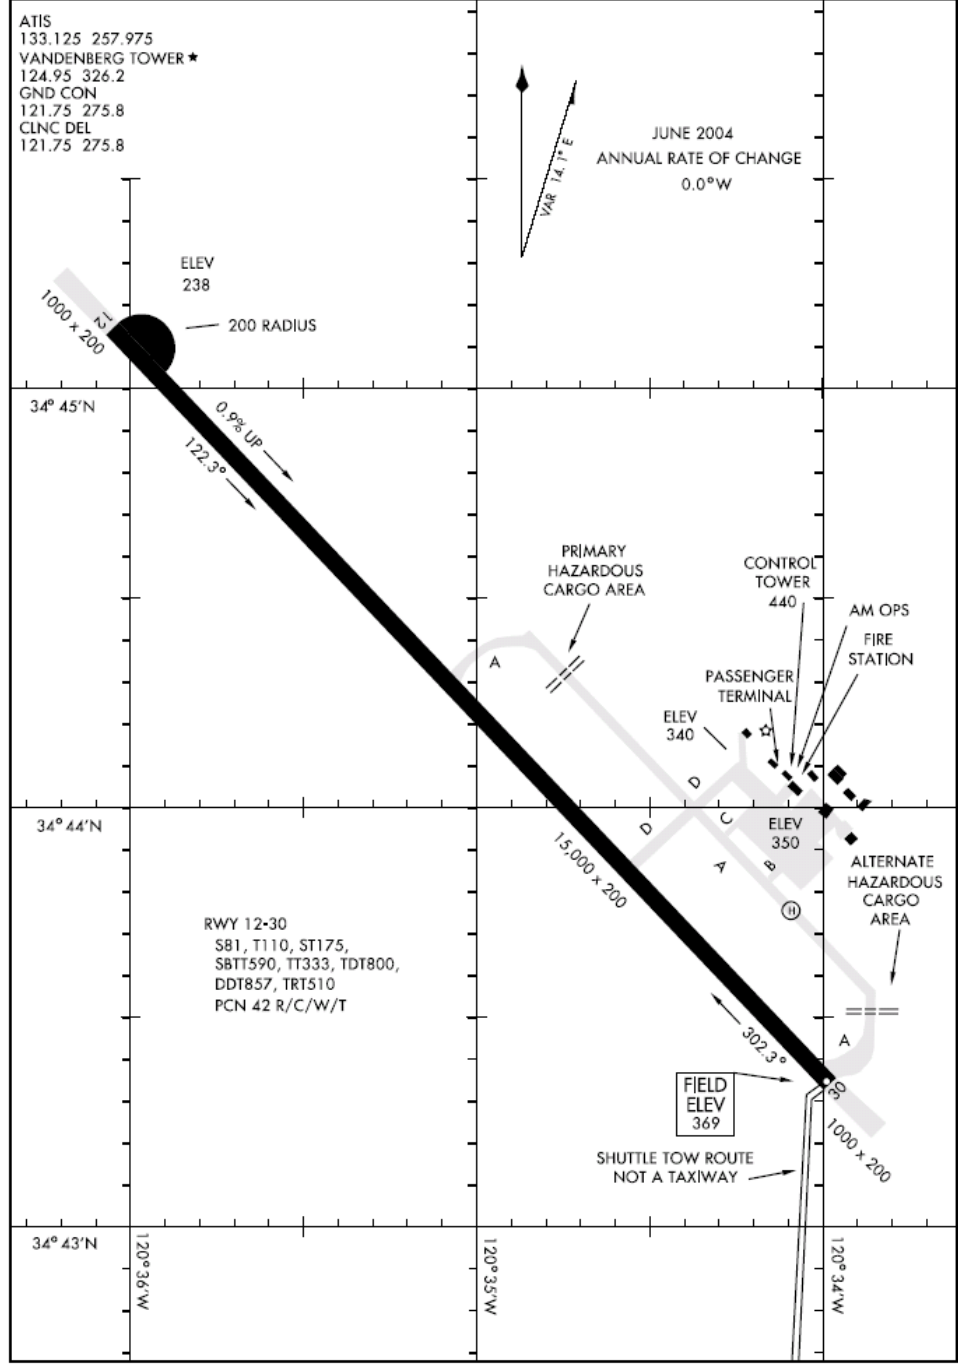 ATIS
133.125 257.975
VANDENBERG TOWER ★
124.95 326.2
GND CON
121.75 275.8
CLNC DEL
121.75 275.8
VAR 14.1° E
JUNE 2004
ANNUAL RATE OF CHANGE
0.0°W
ELEV
238
200 RADIUS
12
1000 x 200
34° 45'N
0.9% UP
122.3°
PRIMARY
HAZARDOUS
CARGO AREA
CONTROL
TOWER
440
AM OPS
FIRE
STATION
PASSENGER
TERMINAL
A
ELEV
340
D
34° 44'N
D
C
ELEV
350
A
B
15,000 x 200
ALTERNATE
HAZARDOUS
CARGO
AREA
H
RWY 12-30
S81, T110, ST175,
SBTT590, TT333, TDT800,
DDT857, TRT510
PCN 42 R/C/W/T
302.3°
A
FIELD
ELEV
369
30
1000 x 200
SHUTTLE TOW ROUTE
NOT A TAXIWAY
34° 43'N
120° 36'W
120° 35'W
120° 34'W